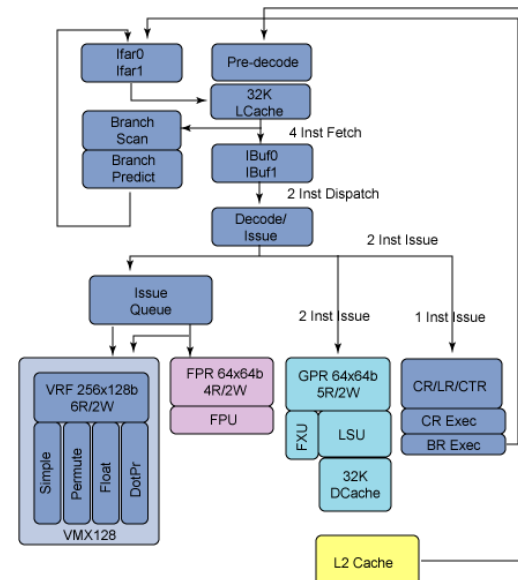 Ifar0
Ifar1
Pre-decode
32K
LCache
Branch
Scan
4 Inst Fetch
Branch
Predict
IBuf0
IBuf1
2 Inst Dispatch
Decode/
Issue
2 Inst Issue
Issue
Queue
2 Inst Issue
1 Inst Issue
VRF 256x128b
6R/2W
FPR 64x64b
4R/2W
GPR 64x64b
5R/2W
CR/LR/CTR
FPU
CR Exec
BR Exec
Simple
Permute
Float
DotPr
FXU
LSU
32K
DCache
VMX128
L2 Cache